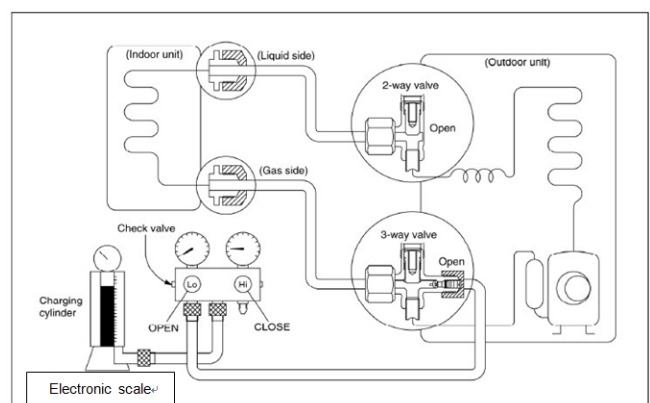 (Indoor unit)
(Liquid side)
(Outdoor unit)
2-way valve
Open
(Gas side)
3-way valve
Open
Check valve
Lo
Hi
Charging
cylinder
OPEN
CLOSE
Electronic scale